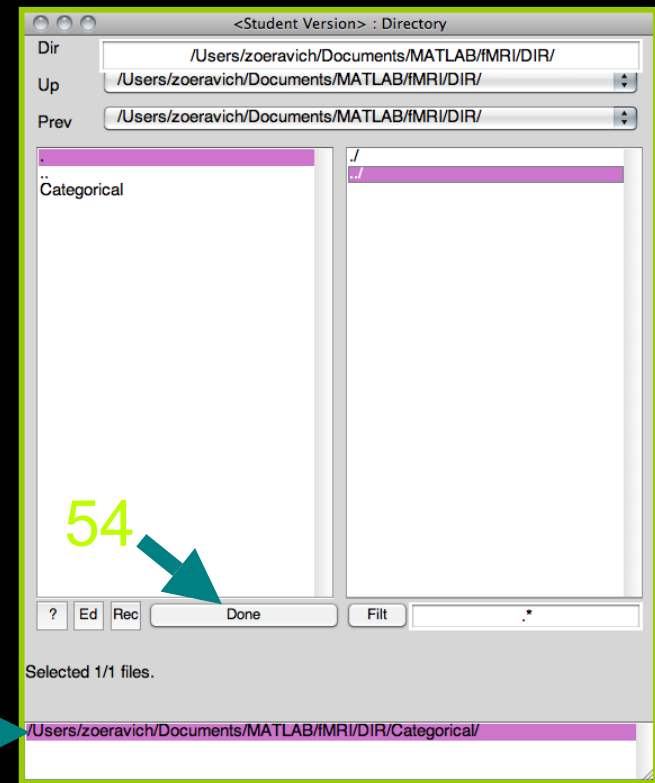 <Student Version> : Directory
Dir /Users/zoeravich/Documents/MATLAB/fMRI/DIR/
Up /Users/zoeravich/Documents/MATLAB/fMRI/DIR/
Prev /Users/zoeravich/Documents/MATLAB/fMRI/DIR/
. ./
.. ../
Categorical
54
? Ed Rec Done Filt .*
Selected 1/1 files.
/Users/zoeravich/Documents/MATLAB/fMRI/DIR/Categorical/